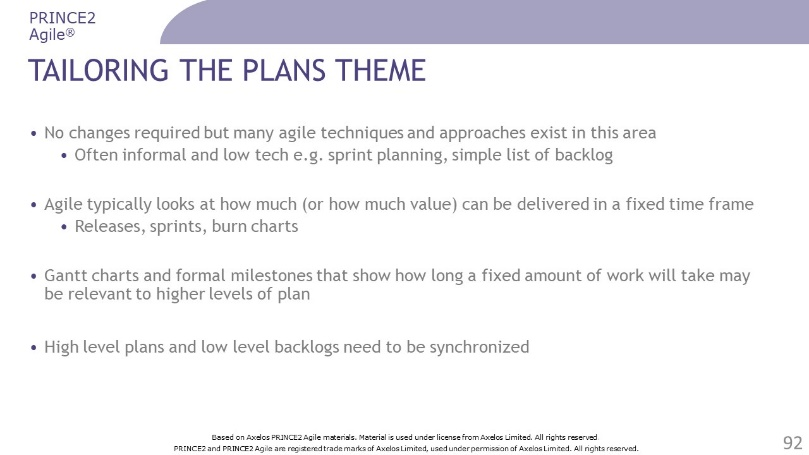 PRINCE2
Agile®
TAILORING THE PLANS THEME
• No changes required but many agile techniques and approaches exist in this area
• Often informal and low tech e.g. sprint planning, simple list of backlog
• Agile typically looks at how much (or how much value) can be delivered in a fixed time frame
• Releases, sprints, burn charts
• Gantt charts and formal milestones that show how long a fixed amount of work will take may
be relevant to higher levels of plan
• High level plans and low level backlogs need to be synchronized
Based on Axelos PRINCE2 Agile materials. Material is used under license from Axelos Limited. All rights reserved
PRINCE2 and PRINCE2 Agile are registered trade marks of Axelos Limited, used under permission of Axelos Limited. All rights reserved.
92